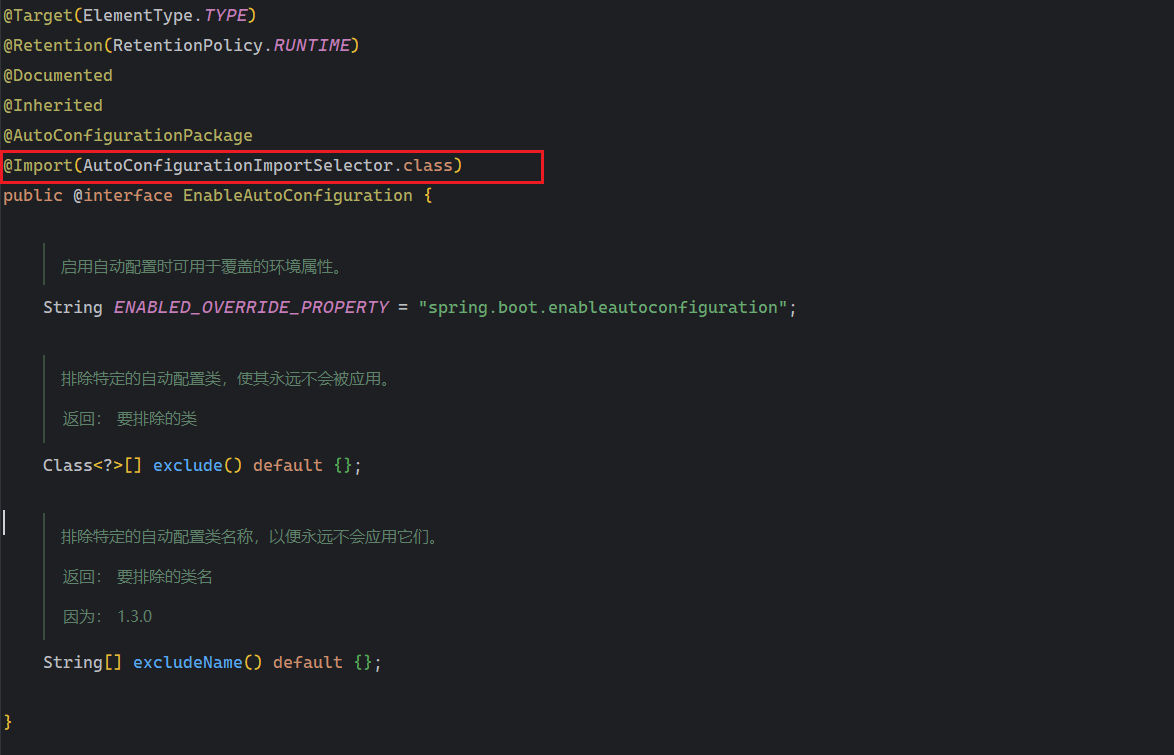 @Target(ElementType.TYPE)
@Retention(RetentionPolicy.RUNTIME)
@Documented
@Inherited
@AutoConfigurationPackage
@Import(AutoConfigurationImportSelector.class)
public @interface EnableAutoConfiguration {
启用自动配置时可用于覆盖的环境属性。
String ENABLED_OVERRIDE_PROPERTY = "spring.boot.enableautoconfiguration";
排除特定的自动配置类，使其永远不会被应用。
返回： 要排除的类
Class<?>[] exclude() default {};
排除特定的自动配置类名称，以便永远不会应用它们。
返回： 要排除的类名
因为： 1.3.0
String[] excludeName() default {};
}